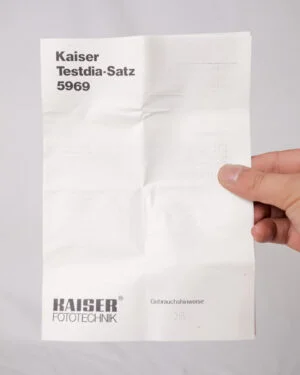 Kaiser
Testdia-Satz
5969
KAISER®
FOTOTECHNIK
Gebrauchshinweise